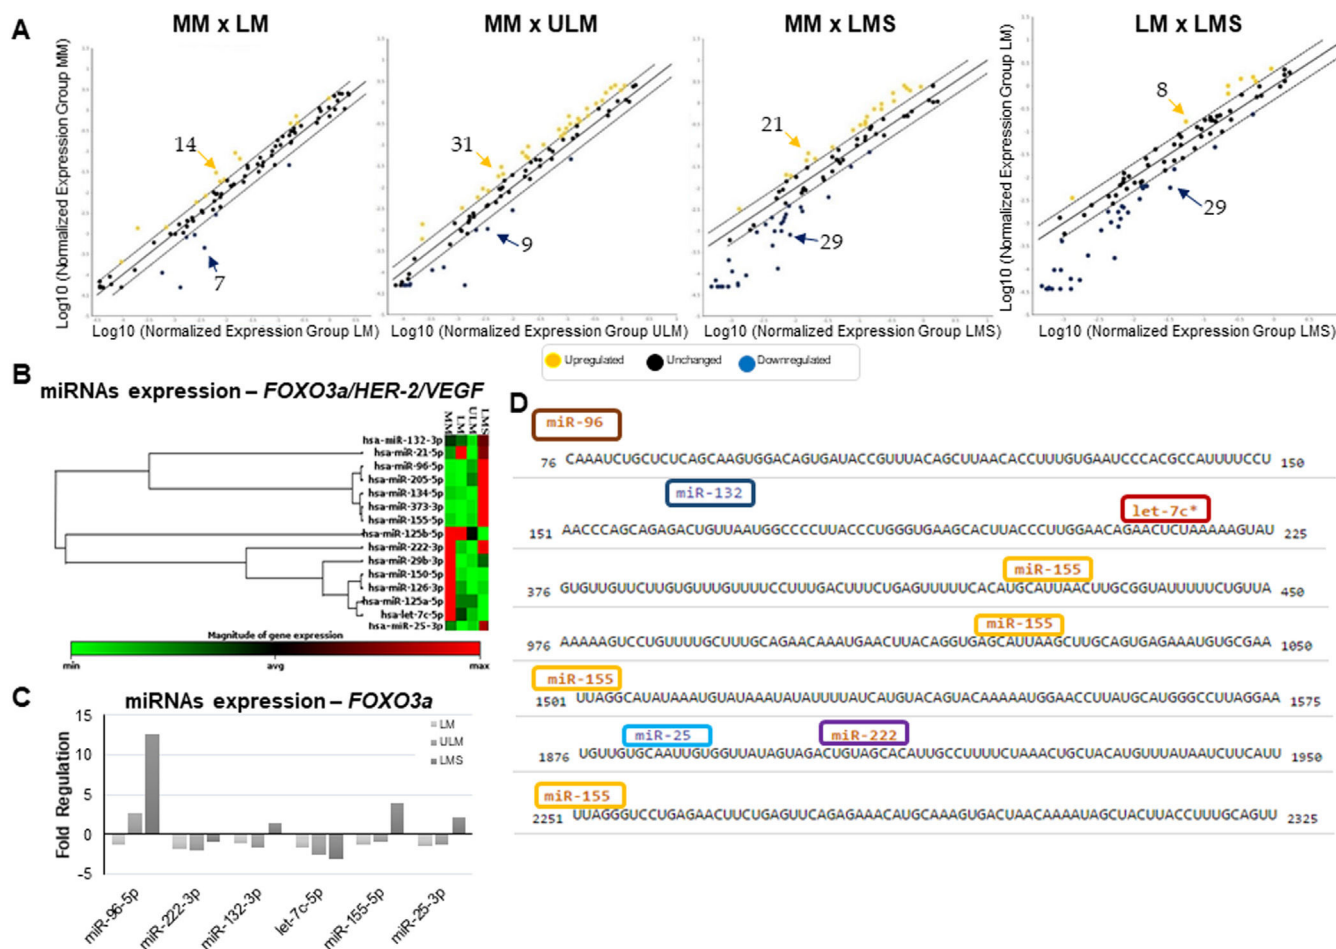 A
MM x LM
MM x ULM
MM x LMS
LM x LMS
Log10 (Normalized Expression Group MM)
Log10 (Normalized Expression Group LM)
14
7
31
9
21
29
8
29
Log10 (Normalized Expression Group LM)
Log10 (Normalized Expression Group ULM)
Log10 (Normalized Expression Group LMS)
Log10 (Normalized Expression Group LMS)
Upregulated
Unchanged
Downregulated
B
miRNAs expression – FOXO3a/HER-2/VEGF
MM
LM
ULM
LMS
hsa-miR-132-3p
hsa-miR-21-5p
hsa-miR-96-5p
hsa-miR-205-5p
hsa-miR-134-5p
hsa-miR-373-3p
hsa-miR-155-5p
hsa-miR-125b-5p
hsa-miR-222-3p
hsa-miR-29b-3p
hsa-miR-150-5p
hsa-miR-126-3p
hsa-miR-125a-5p
hsa-let-7c-5p
hsa-miR-25-3p
Magnitude of gene expression
min avg max
C
miRNAs expression – FOXO3a
Fold Regulation
15
10
5
0
-5
LM
ULM
LMS
miR-96-5p
miR-222-3p
miR-132-3p
let-7c-5p
miR-155-5p
miR-25-3p
D
miR-96
76 CAAAUCUGCUCUCAGCAAGUGGACAGUGAUACCGUUUACAGCUUAACACCUUUGUGAAUCCCACGCCAUUUUCCU 150
miR-132
let-7c*
151 AACCCAGCAGAGACUGUUAAUGGCCCCUUACCCUGGGUGAAGCACUUACCCUUGGAACAGAACUCUAAAAAGUAU 225
miR-155
376 GUGUUGUUCUUGUGUUUGUUUUCCUUUGACUUUCUGAGUUUUUCACAUGCAUUAACUUGCGGUAUUUUUCUGUUA 450
miR-155
976 AAAAAGUCCUGUUUUGCUUUGCAGAACAAAUGAACUUACAGGUGAGCAUUAAGCUUGCAGUGAGAAAUGUGCGAA 1050
miR-155
1501 UUAGGCAUAUAAAUGUAUAAAUAUAUUUUAUCAUGUACAGUACAAAAAUGGAACCUUAUGCAUGGGCCUUAGGAA 1575
miR-25
miR-222
1876 UGUUGUGCAAUUGUGGUUAUAGUAGACUGUAGCACAUUGCCUUUUCUAAACUGCUACAUGUUUAUAAUCUUCAUU 1950
miR-155
2251 UUAGGGUCCUGAGAACUUCUGAGUUCAGAGAAACAUGCAAAGUGACUAACAAAAUAGCUACUUACCUUUGCAGUU 2325